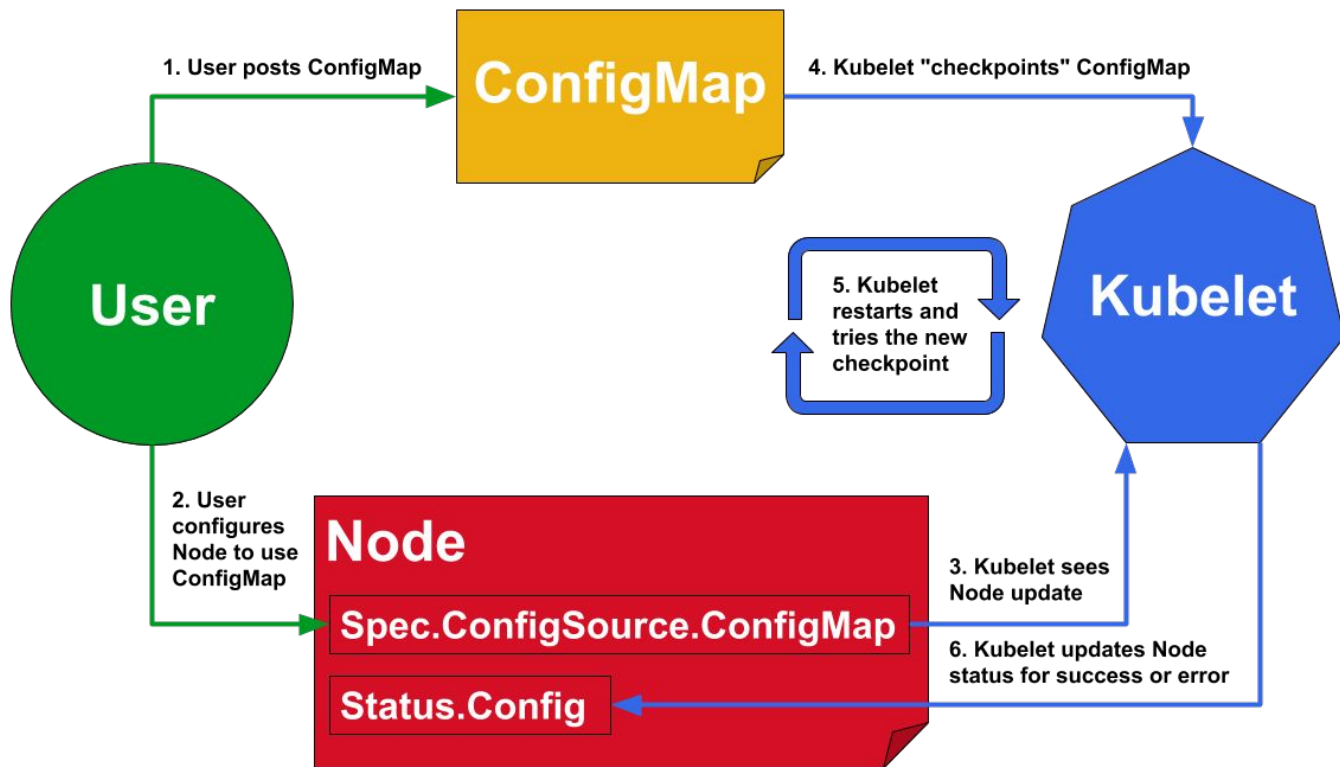 1. User posts ConfigMap
ConfigMap
4. Kubelet "checkpoints" ConfigMap
User
5. Kubelet
restarts and
tries the new
checkpoint
Kubelet
2. User
configures
Node to use
ConfigMap
Node
Spec.ConfigSource.ConfigMap
3. Kubelet sees
Node update
Status.Config
6. Kubelet updates Node
status for success or error